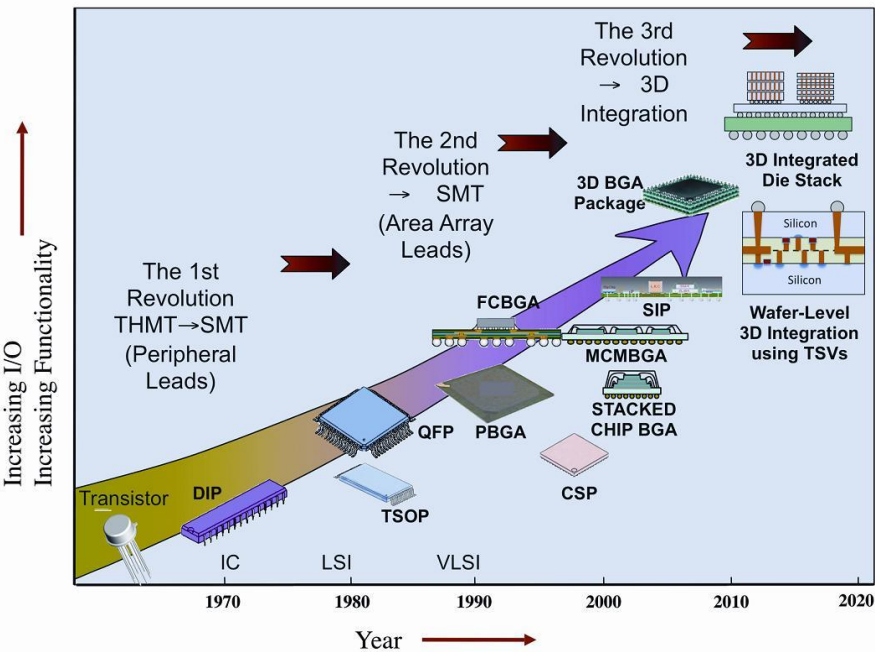 The 3rd
Revolution
→ 3D
Integration
The 2nd
Revolution
→ SMT
(Area Array
Leads)
The 1st
Revolution
THMT→SMT
(Peripheral
Leads)
3D Integrated
Die Stack
3D BGA
Package
Silicon
Silicon
Wafer-Level
3D Integration
using TSVs
SIP
FCBGA
MCMBGA
STACKED
CHIP BGA
QFP
PBGA
CSP
TSOP
DIP
Transistor
IC
LSI
VLSI
1970
1980
1990
2000
2010
2020
Year
Increasing I/O
Increasing Functionality